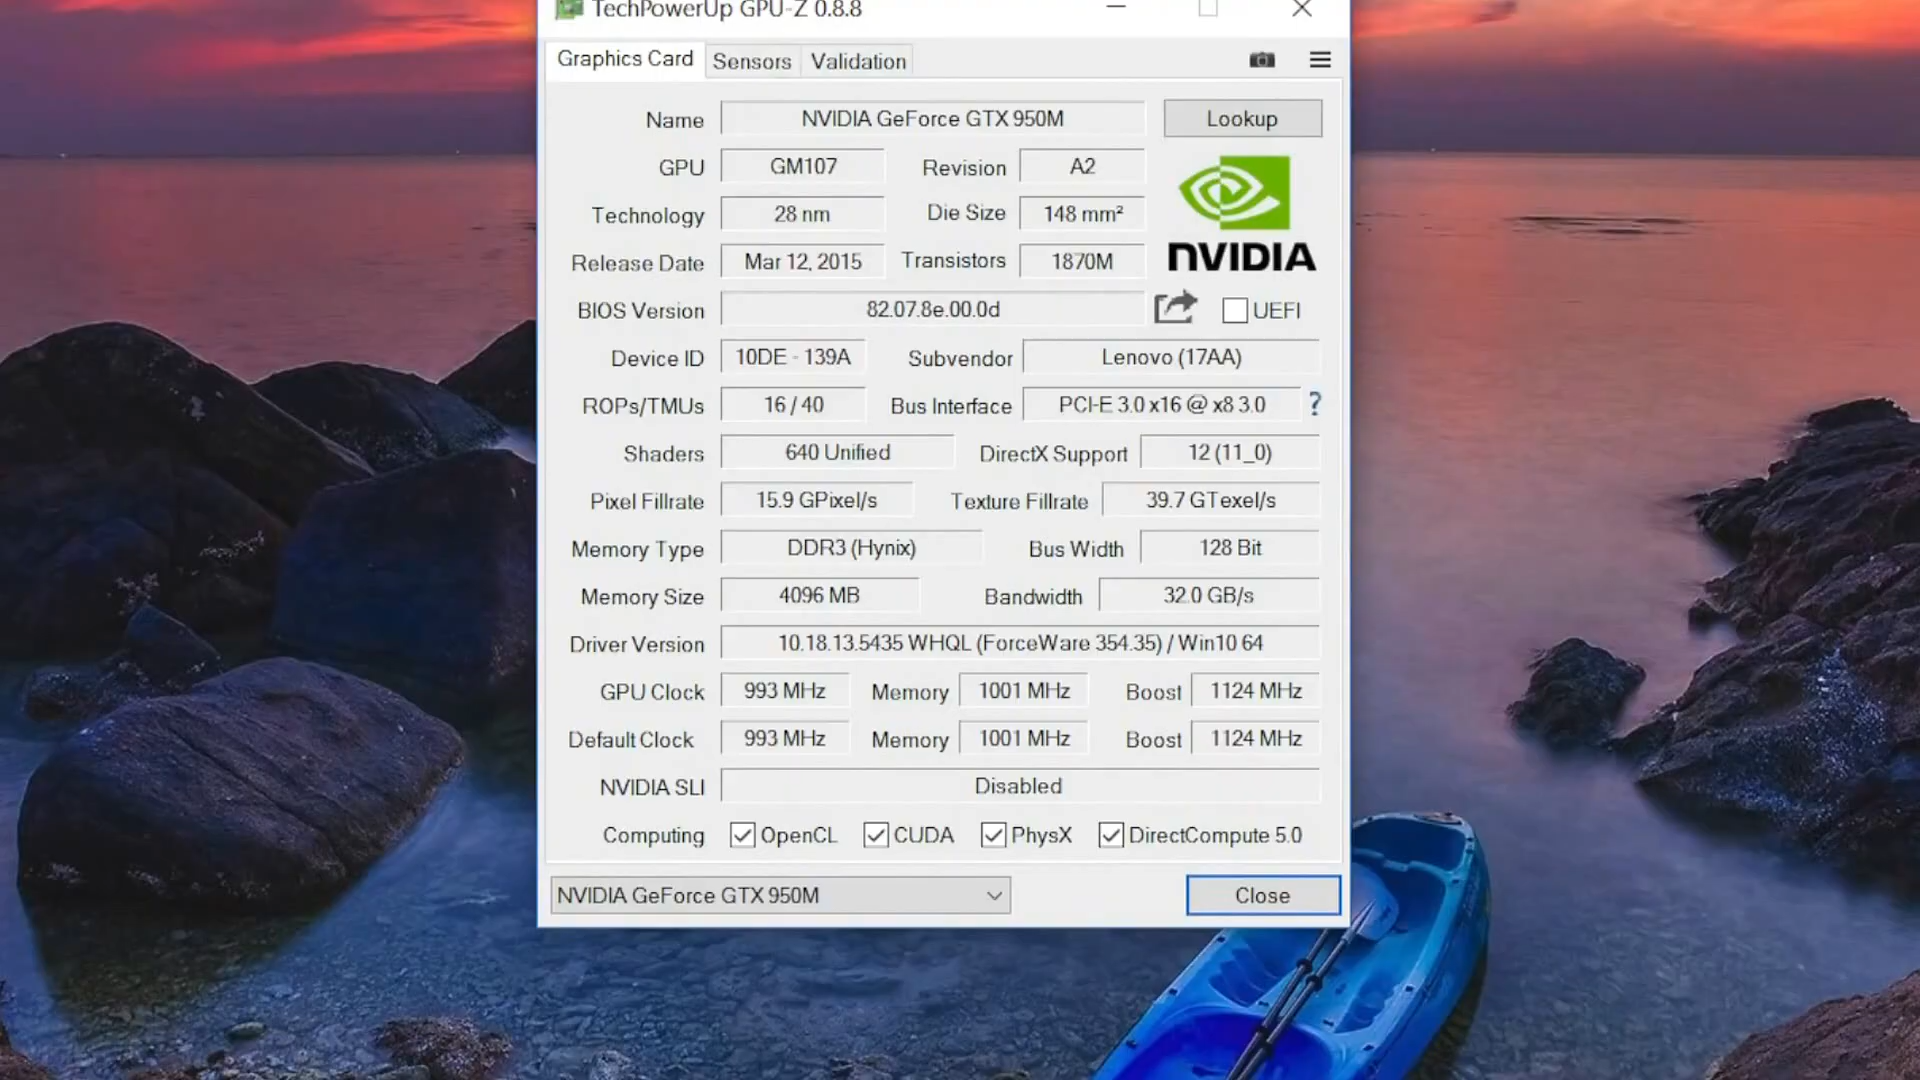 TechPowerUp GPU-Z 0.8.8
Graphics Card Sensors Validation
Name NVIDIA GeForce GTX 950M Lookup
GPU GM107 Revision A2
Technology 28 nm Die Size 148 mm²
NVIDIA
Release Date Mar 12, 2015 Transistors 1870M
BIOS Version 82.07.8e.00.0d UEFI
Device ID 10DE - 139A Subvendor Lenovo (17AA)
ROPs/TMUs 16 / 40 Bus Interface PCI-E 3.0 x16 @ x8 3.0 ?
Shaders 640 Unified DirectX Support 12 (11_0)
Pixel Fillrate 15.9 GPixel/s Texture Fillrate 39.7 GTexel/s
Memory Type DDR3 (Hynix) Bus Width 128 Bit
Memory Size 4096 MB Bandwidth 32.0 GB/s
Driver Version 10.18.13.5435 WHQL (ForceWare 354.35) / Win10 64
GPU Clock 993 MHz Memory 1001 MHz Boost 1124 MHz
Default Clock 993 MHz Memory 1001 MHz Boost 1124 MHz
NVIDIA SLI Disabled
Computing OpenCL CUDA PhysX DirectCompute 5.0
NVIDIA GeForce GTX 950M Close